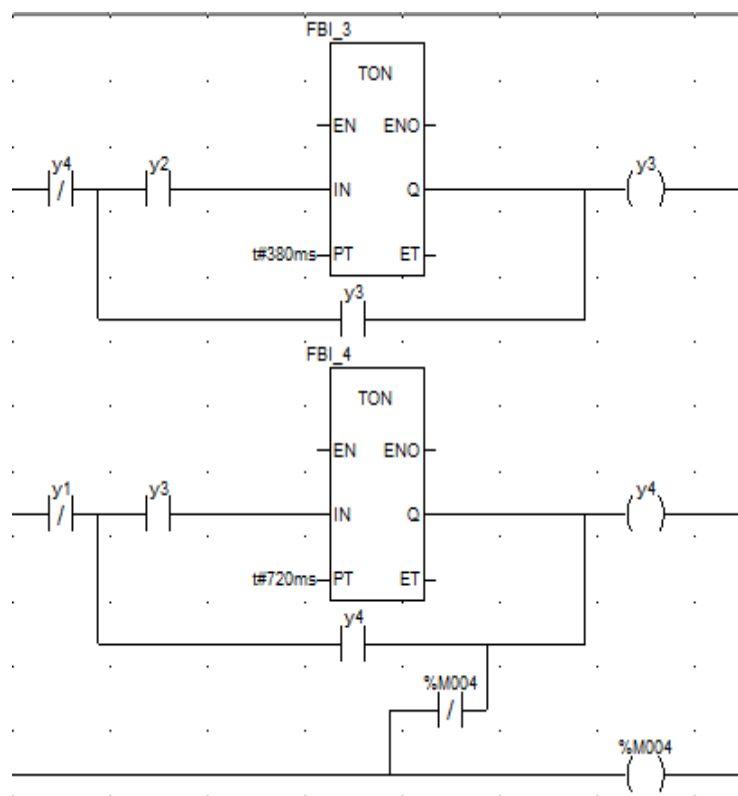 FBI_3
TON
EN ENO
y4 y2 y3
IN Q
t#380ms PT ET
y3
FBI_4
TON
EN ENO
y1 y3 y4
IN Q
t#720ms PT ET
y4
%M004
%M004